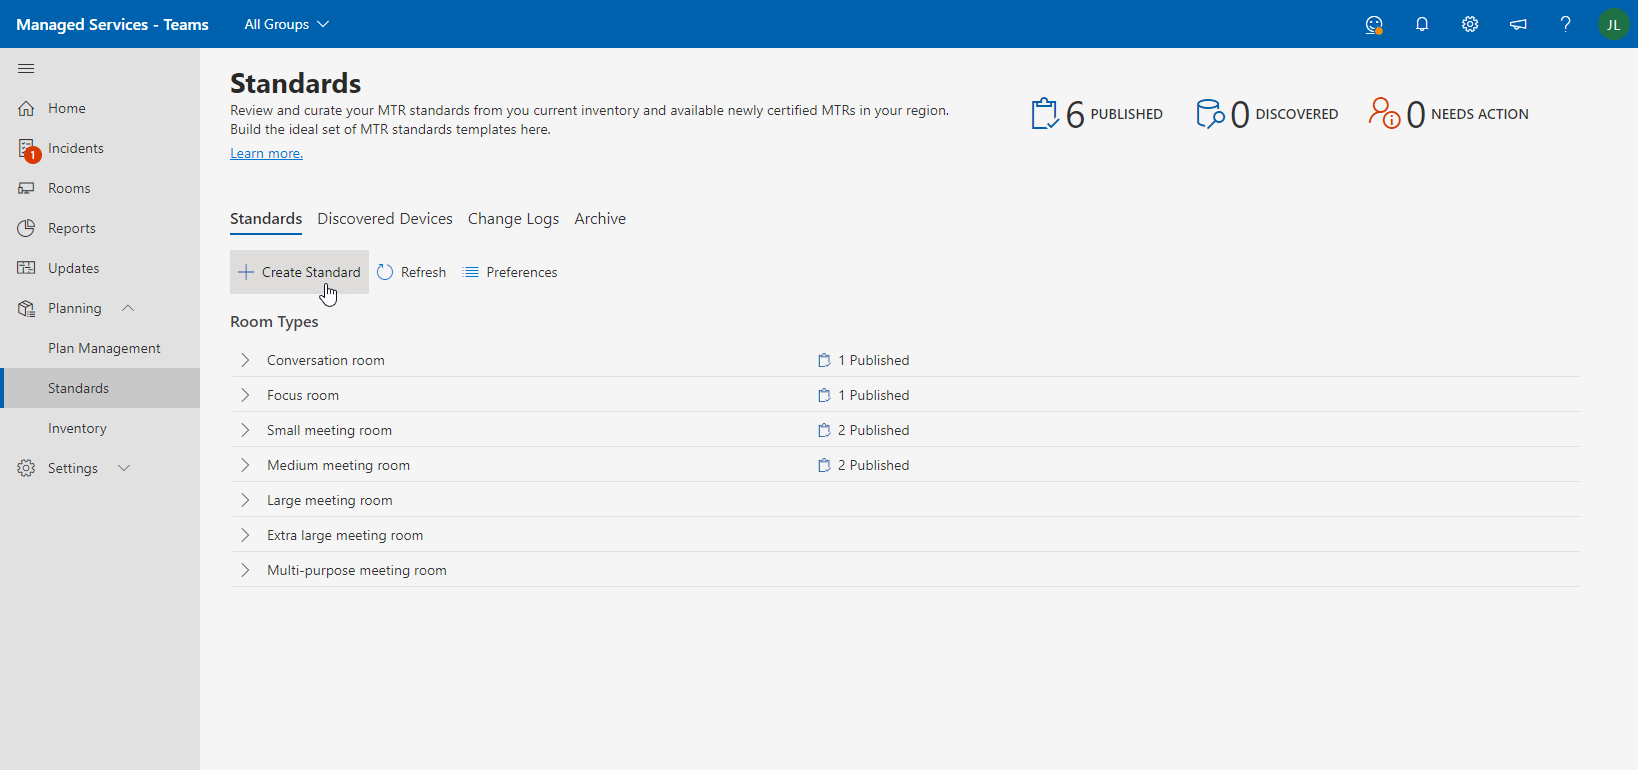 Managed Services - Teams
All Groups
JL
Home
1
Incidents
Rooms
Reports
Updates
Planning
Plan Management
Standards
Inventory
Settings
Standards
Review and curate your MTR standards from you current inventory and available newly certified MTRs in your region.
Build the ideal set of MTR standards templates here.
Learn more.
6 PUBLISHED
0 DISCOVERED
0 NEEDS ACTION
Standards Discovered Devices Change Logs Archive
Create Standard Refresh Preferences
Room Types
Conversation room 1 Published
Focus room 1 Published
Small meeting room 2 Published
Medium meeting room 2 Published
Large meeting room
Extra large meeting room
Multi-purpose meeting room